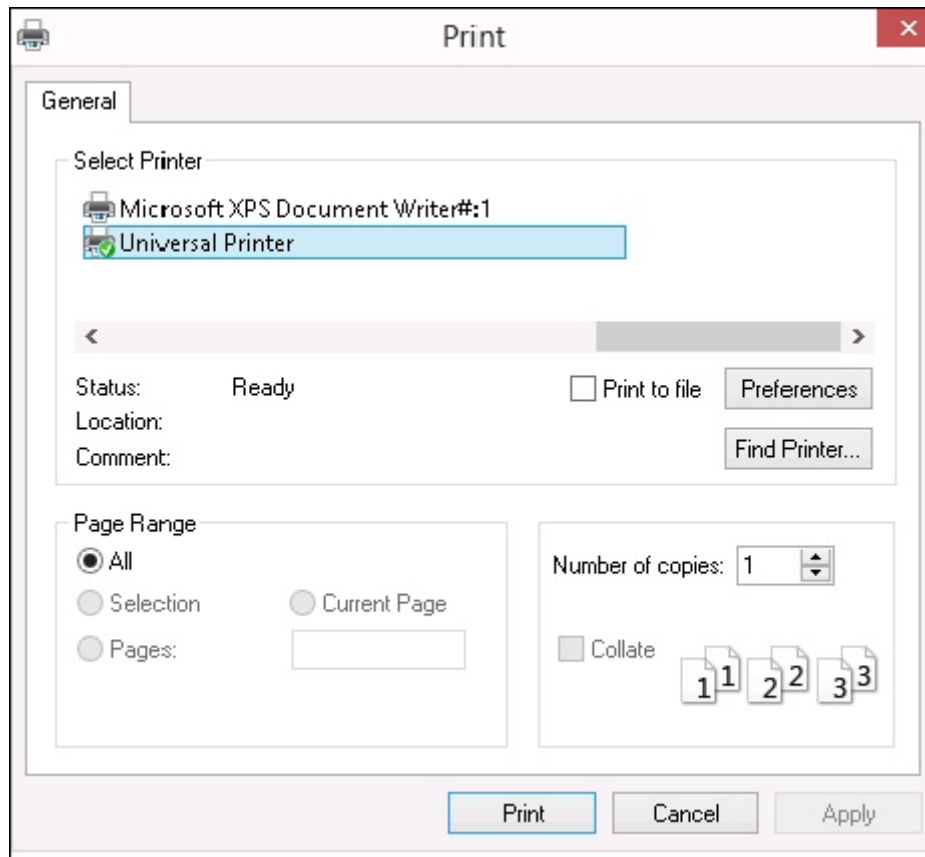 Print
General
Select Printer
Microsoft XPS Document Writer#:1
Universal Printer
Status: Ready
Print to file
Preferences
Location:
Comment:
Find Printer...
Page Range
All
Selection
Current Page
Pages:
Number of copies: 1
Collate
1 1 2 2 3 3
Print Cancel Apply